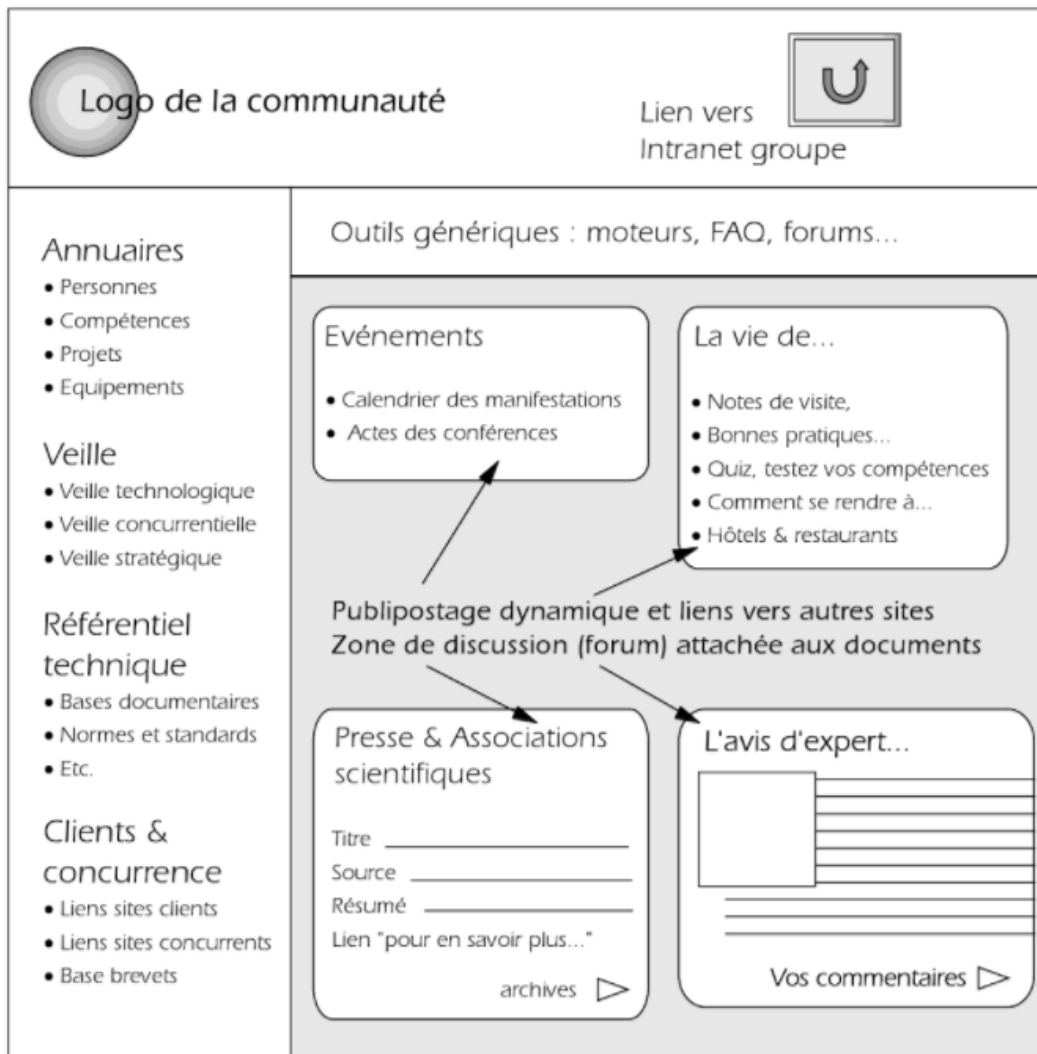 Logo de la communauté
Lien vers
Intranet groupe
Outils génériques : moteurs, FAQ, forums...
Annuaires
• Personnes
• Compétences
• Projets
• Equipements
Veille
• Veille technologique
• Veille concurrentielle
• Veille stratégique
Référentiel
technique
• Bases documentaires
• Normes et standards
• Etc.
Clients &
concurrence
• Liens sites clients
• Liens sites concurrents
• Base brevets
Evénements
• Calendrier des manifestations
• Actes des conférences
La vie de...
• Notes de visite,
• Bonnes pratiques...
• Quiz, testez vos compétences
• Comment se rendre à...
• Hôtels & restaurants
Publipostage dynamique et liens vers autres sites
Zone de discussion (forum) attachée aux documents
Presse & Associations
scientifiques
Titre
Source
Résumé
Lien "pour en savoir plus..."
archives
L'avis d'expert...
Vos commentaires